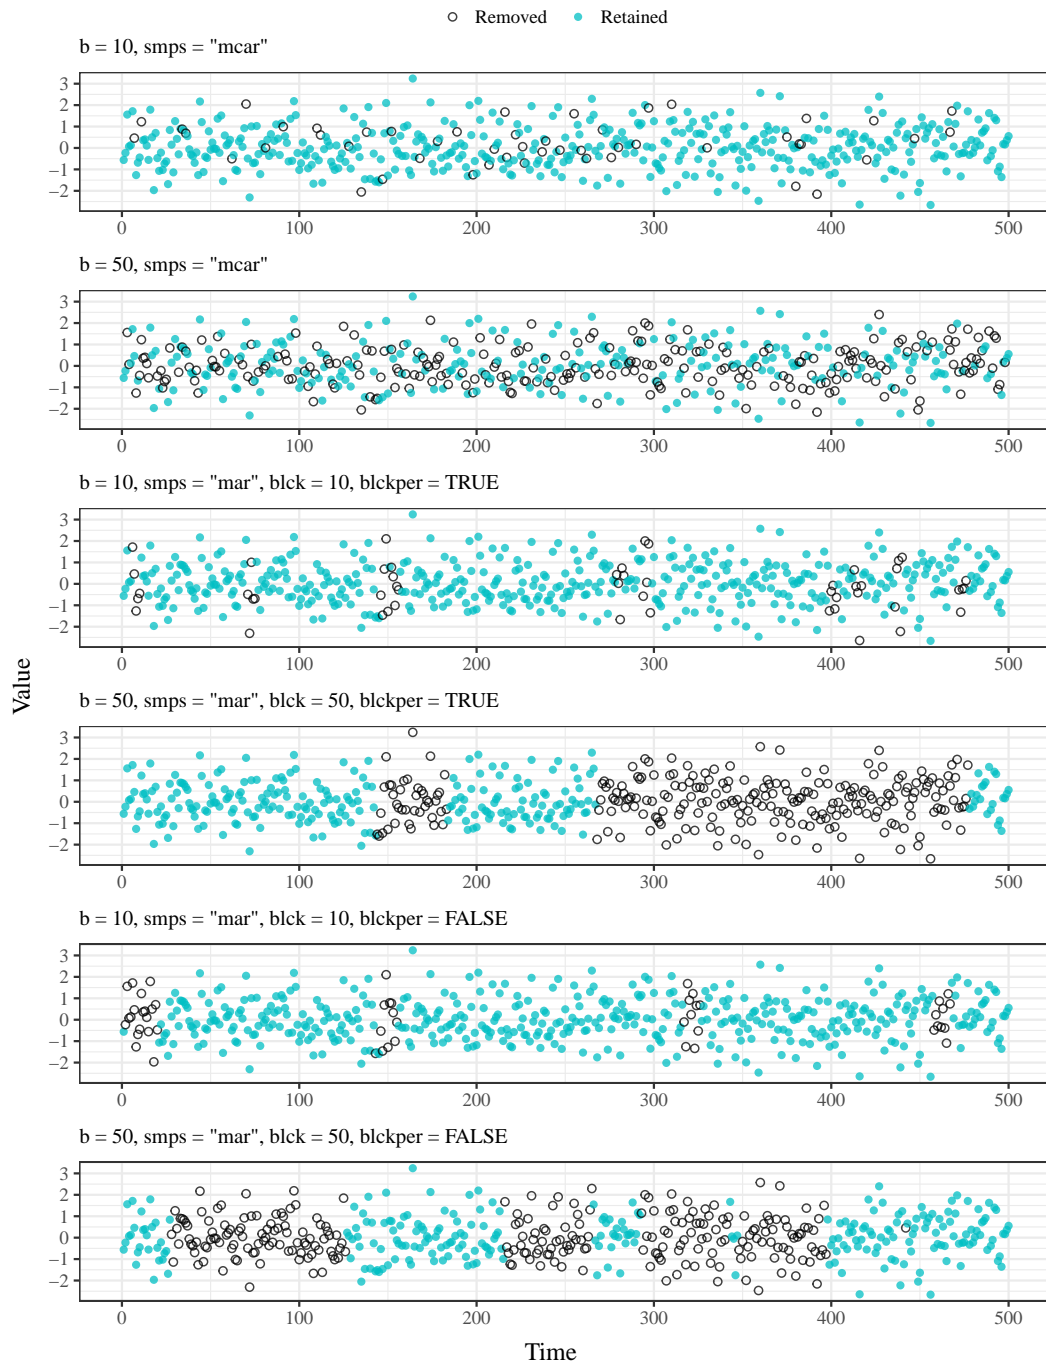 Removed Retained
b = 10, smps = "mcar"
3
2
1
0
−1
−2
0 100 200 300 400 500
b = 50, smps = "mcar"
3
2
1
0
−1
−2
0 100 200 300 400 500
b = 10, smps = "mar", blck = 10, blckper = TRUE
3
2
1
0
−1
−2
0 100 200 300 400 500
Value
b = 50, smps = "mar", blck = 50, blckper = TRUE
3
2
1
0
−1
−2
0 100 200 300 400 500
b = 10, smps = "mar", blck = 10, blckper = FALSE
3
2
1
0
−1
−2
0 100 200 300 400 500
b = 50, smps = "mar", blck = 50, blckper = FALSE
3
2
1
0
−1
−2
0 100 200 300 400 500
Time